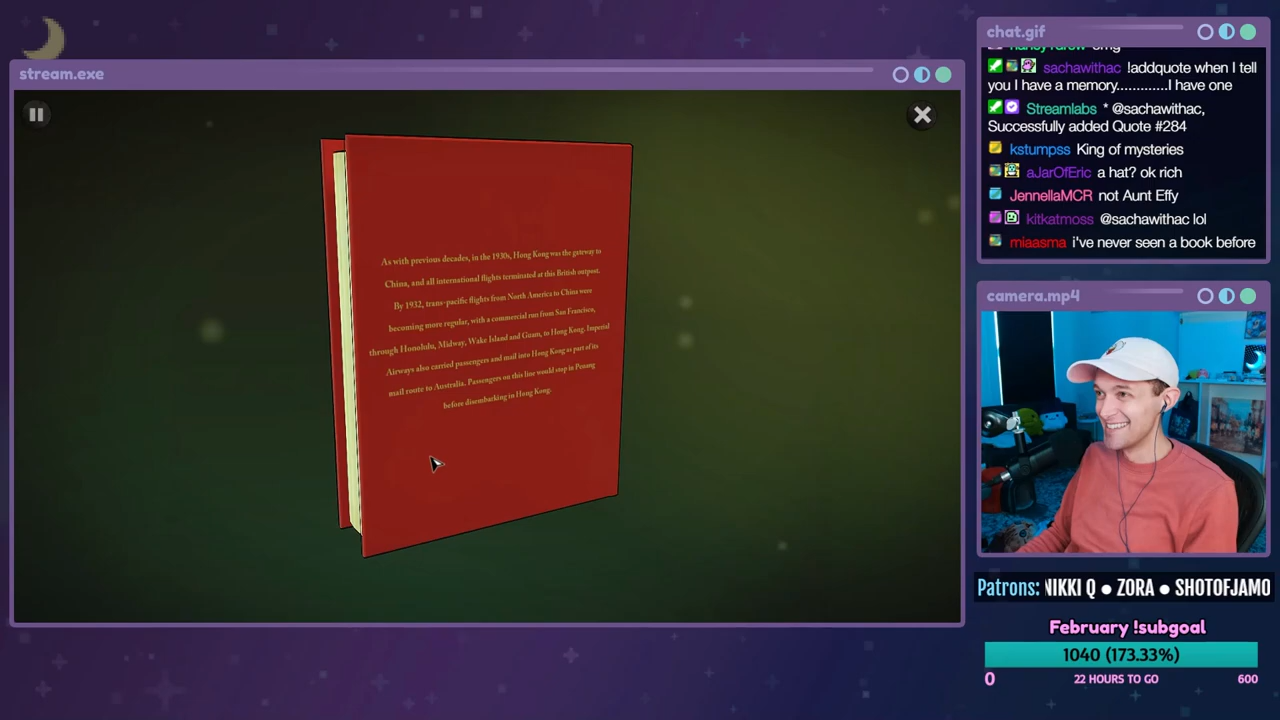 stream.exe
As with previous decades, in the 1930s, Hong Kong was the gateway to
China, and all international flights terminated at this British outpost.
By 1932, trans-pacific flights from North America to China were
becoming more regular, with a commercial run from San Francisco,
through Honolulu, Midway, Wake Island and Guam, to Hong Kong. Imperial
Airways also carried passengers and mail into Hong Kong as part of its
mail route to Australia. Passengers on this line would stop in Penang
before disembarking in Hong Kong.
chat.gif
sachawithac !addquote when I tell
you I have a memory.............I have one
Streamlabs * @sachawithac,
Successfully added Quote #284
kstumpss King of mysteries
aJarOfEric a hat? ok rich
JennellaMCR not Aunt Effy
kitkatmoss @sachawithac lol
miaasma i've never seen a book before
camera.mp4
Patrons: NIKKI Q ● ZORA ● SHOTOFJAMO
February !subgoal
1040 (173.33%)
0 22 HOURS TO GO 600